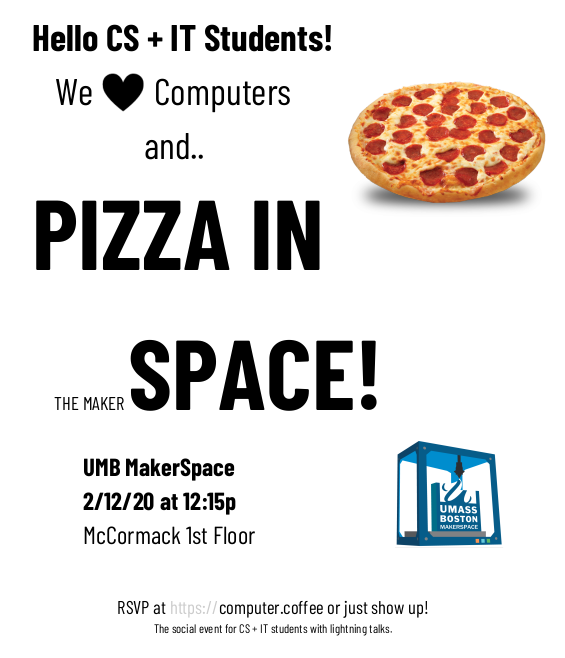 Hello CS + IT Students!
We ♥ Computers
and..
PIZZA IN
THE MAKER SPACE!
UMB MakerSpace
2/12/20 at 12:15p
McCormack 1st Floor
UMASS
BOSTON
MAKERSPACE
RSVP at https://computer.coffee or just show up!
The social event for CS + IT students with lightning talks.